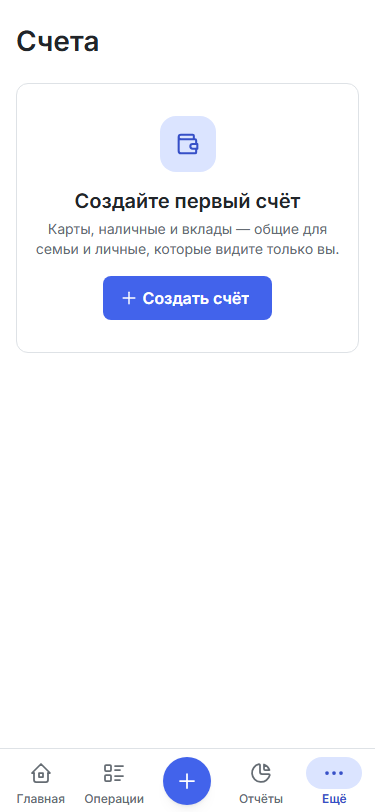 Счета
Создайте первый счёт
Карты, наличные и вклады — общие для
семьи и личные, которые видите только вы.
Создать счёт
Главная
Операции
Отчёты
Ещё